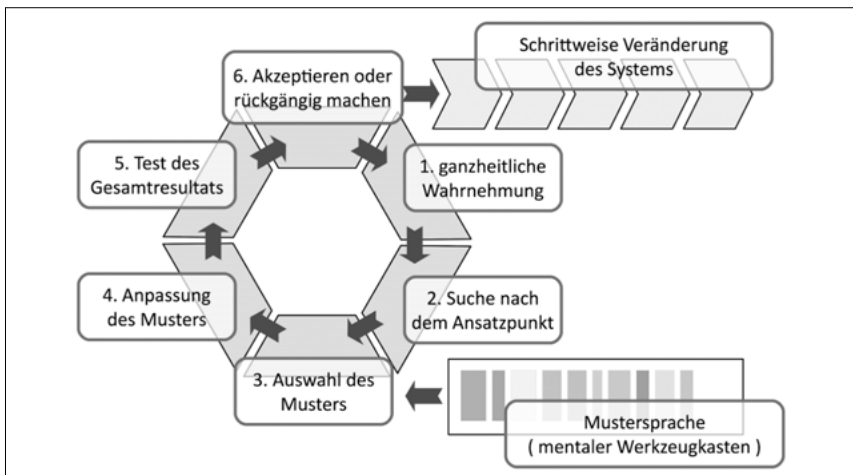 Schrittweise Veränderung
des Systems
6. Akzeptieren oder
rückgängig machen
5. Test des
Gesamtresultats
1. ganzheitliche
Wahrnehmung
4. Anpassung
des Musters
2. Suche nach
dem Ansatzpunkt
3. Auswahl des
Musters
Mustersprache
( mentaler Werkzeugkasten )